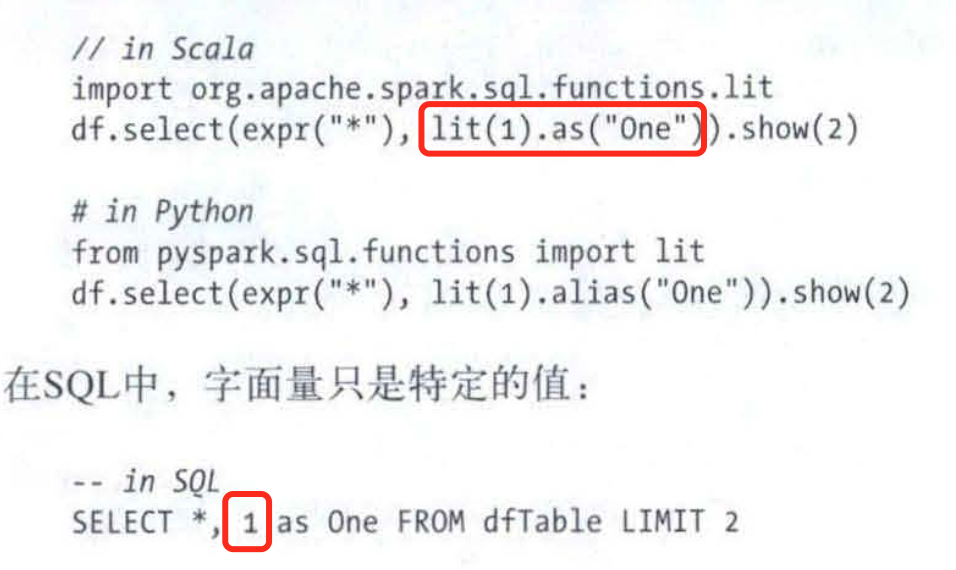 // in Scala
import org.apache.spark.sql.functions.lit
df.select(expr("*"), lit(1).as("One")).show(2)
# in Python
from pyspark.sql.functions import lit
df.select(expr("*"), lit(1).alias("One")).show(2)
在SQL中，字面量只是特定的值：
-- in SQL
SELECT *, 1 as One FROM dfTable LIMIT 2